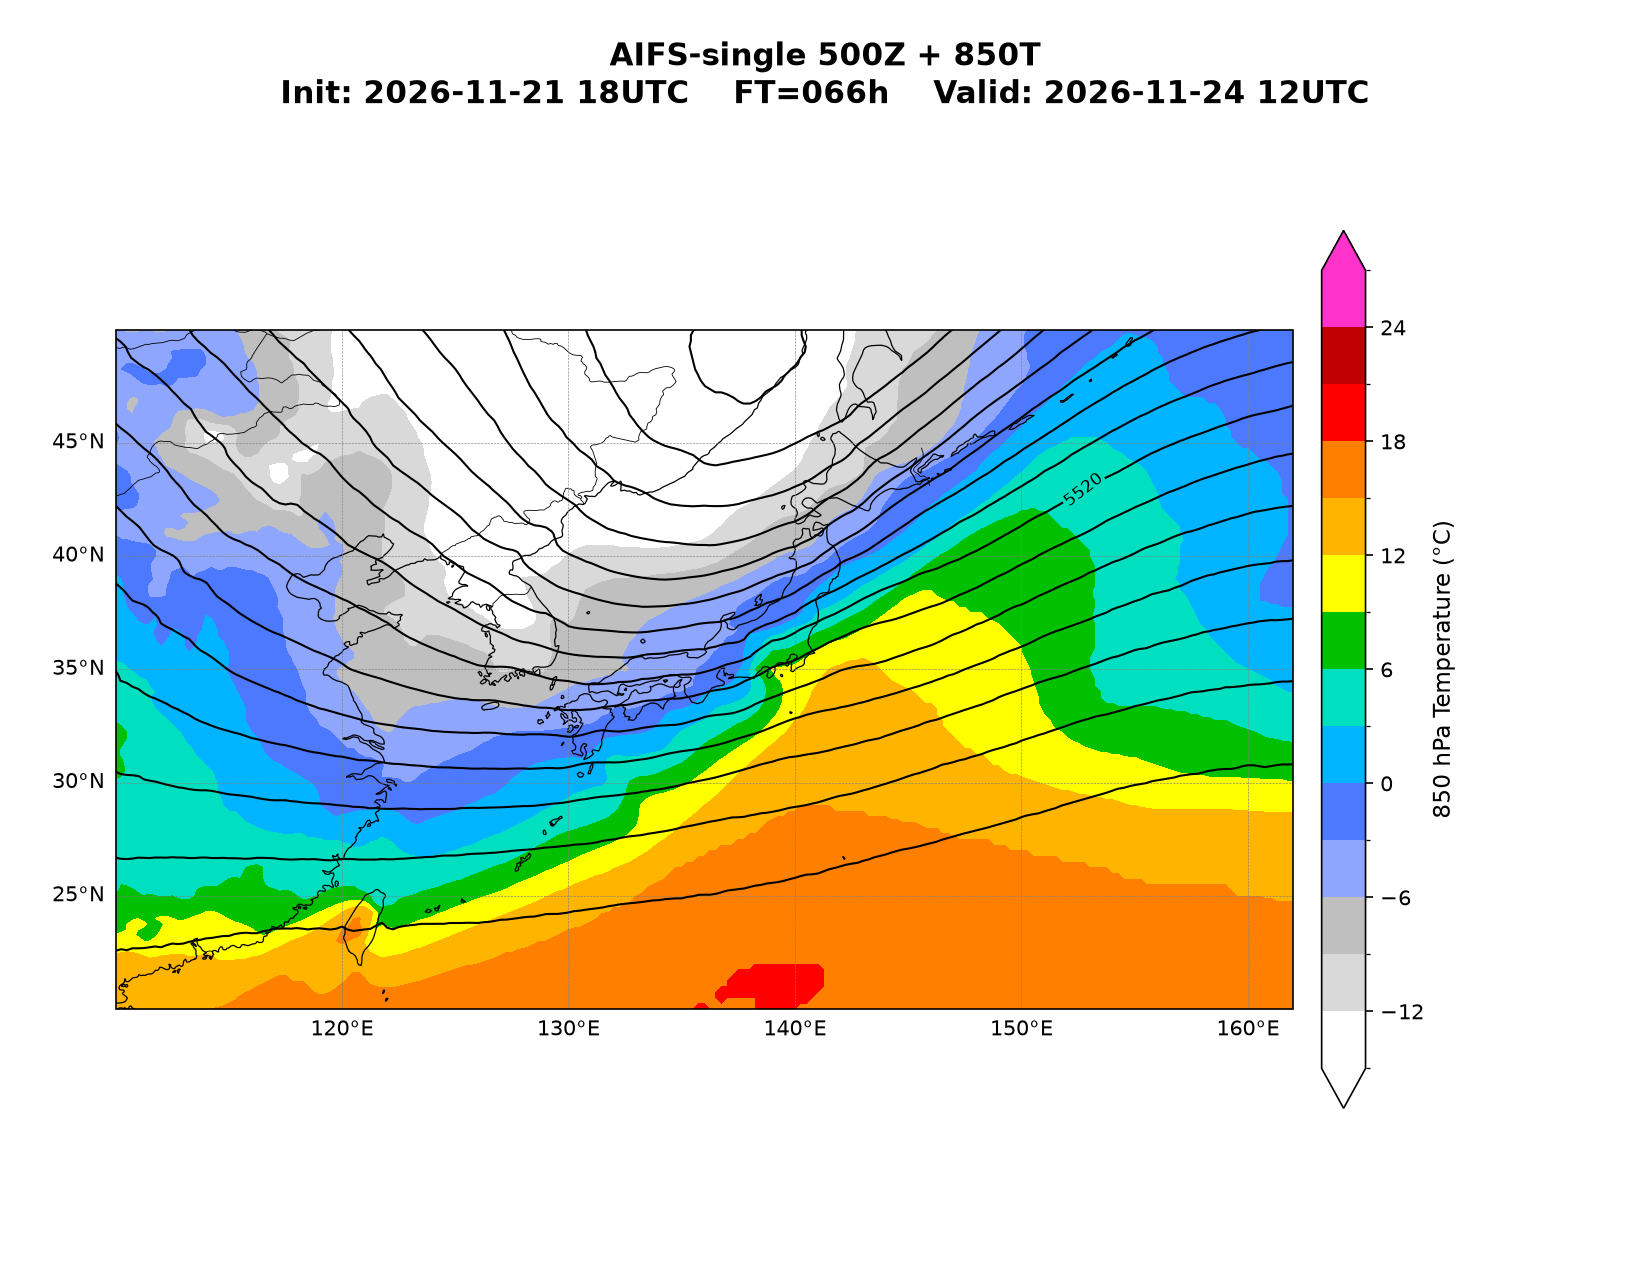 AIFS-single 500Z + 850T
Init: 2026-11-21 18UTC    FT=066h    Valid: 2026-11-24 12UTC
45°N
40°N
35°N
30°N
25°N
120°E
130°E
140°E
150°E
160°E
5520
24
18
12
6
0
−6
−12
850 hPa Temperature (°C)